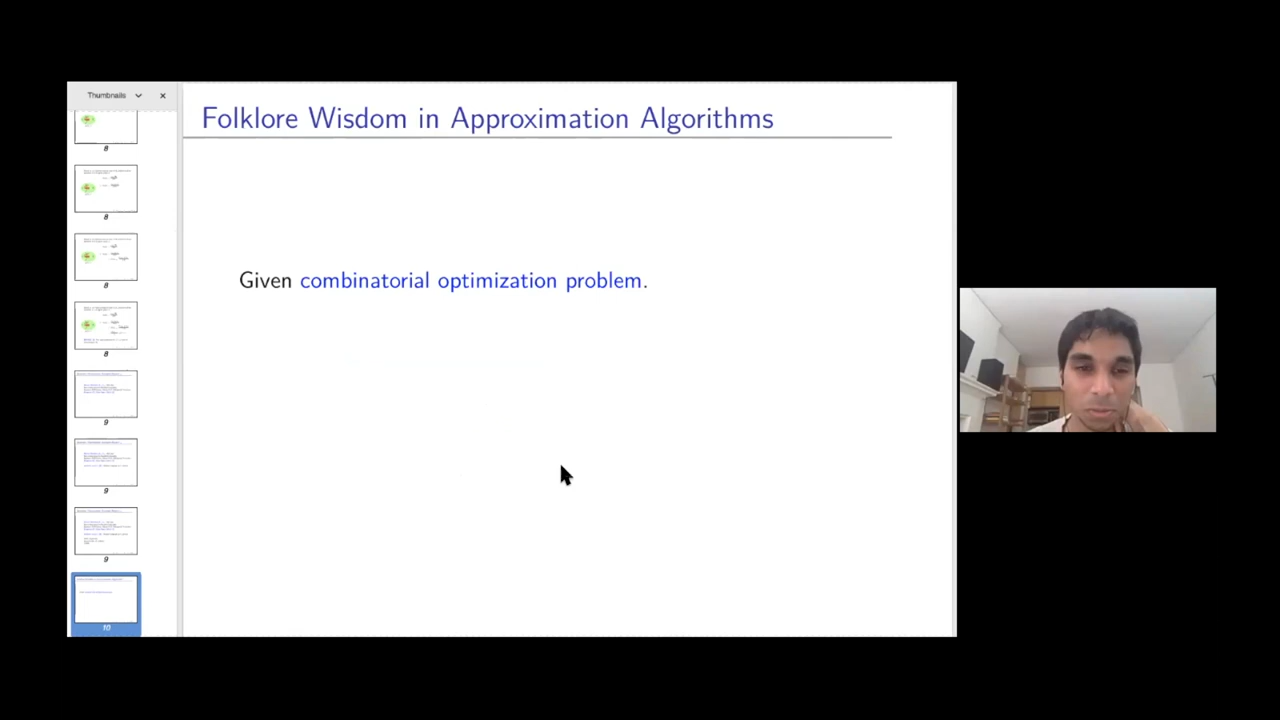 Thumbnails
Folklore Wisdom in Approximation Algorithms
Given combinatorial optimization problem.
8
8
8
8
9
9
9
10